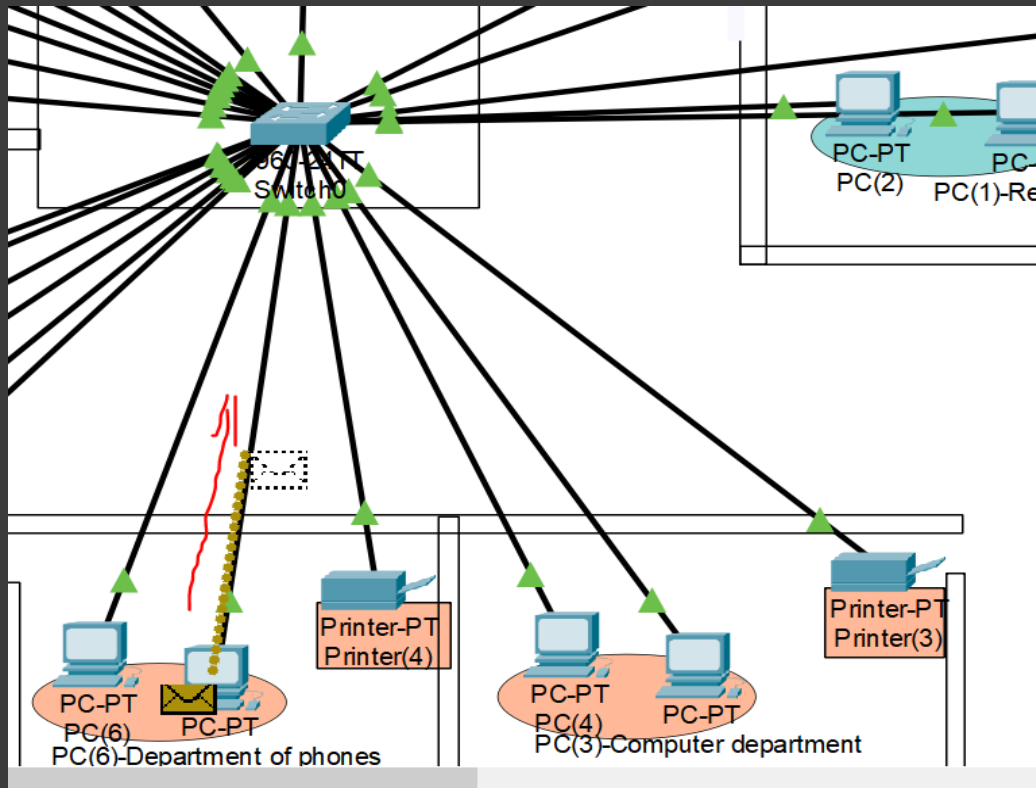 Switch0
PC-PT
PC(2)
PC(1)-Re
Printer-PT
Printer(4)
Printer-PT
Printer(3)
PC-PT
PC(6)
PC-PT
PC(6)-Department of phones
PC-PT
PC(4)
PC-PT
PC(3)-Computer department